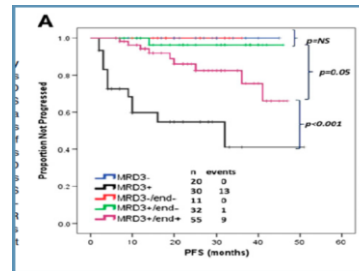 A
p=NS
p=0.05
p<0.001
Proportion Not Progressed
1.0
0.8
0.6
0.4
0.2
0.0
n events
MRD3- 20 0
MRD3+ 30 13
MRD3-/end- 11 0
MRD3+/end- 32 1
MRD3+/end+ 55 9
0 10 20 30 40 50 60
PFS (months)